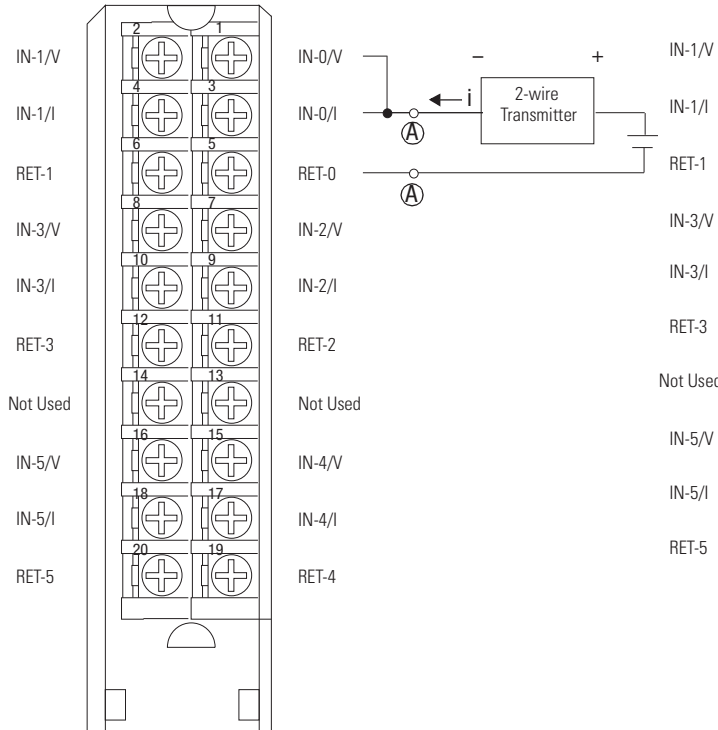 2 1
IN-1/V IN-0/V − + IN-1/V
4 3
IN-1/I IN-0/I i 2-wire Transmitter IN-1/I
A
6 5
RET-1 RET-0 RET-1
A
8 7
IN-3/V IN-2/V IN-3/V
10 9
IN-3/I IN-2/I IN-3/I
12 11
RET-3 RET-2 RET-3
14 13
Not Used Not Used Not Used
16 15
IN-5/V IN-4/V IN-5/V
18 17
IN-5/I IN-4/I IN-5/I
20 19
RET-5 RET-4 RET-5